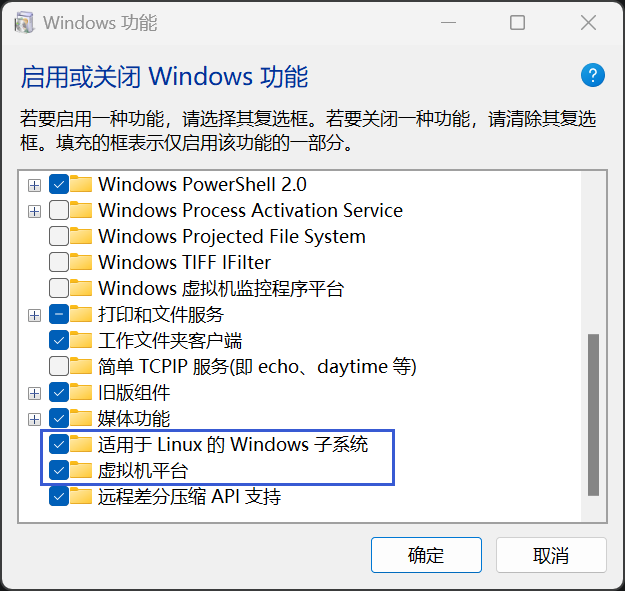 Windows 功能
启用或关闭 Windows 功能
?
若要启用一种功能，请选择其复选框。若要关闭一种功能，请清除其复选
框。填充的框表示仅启用该功能的一部分。
Windows PowerShell 2.0
Windows Process Activation Service
Windows Projected File System
Windows TIFF IFilter
Windows 虚拟机监控程序平台
打印和文件服务
工作文件夹客户端
简单 TCPIP 服务(即 echo、daytime 等)
旧版组件
媒体功能
适用于 Linux 的 Windows 子系统
虚拟机平台
远程差分压缩 API 支持
确定 取消